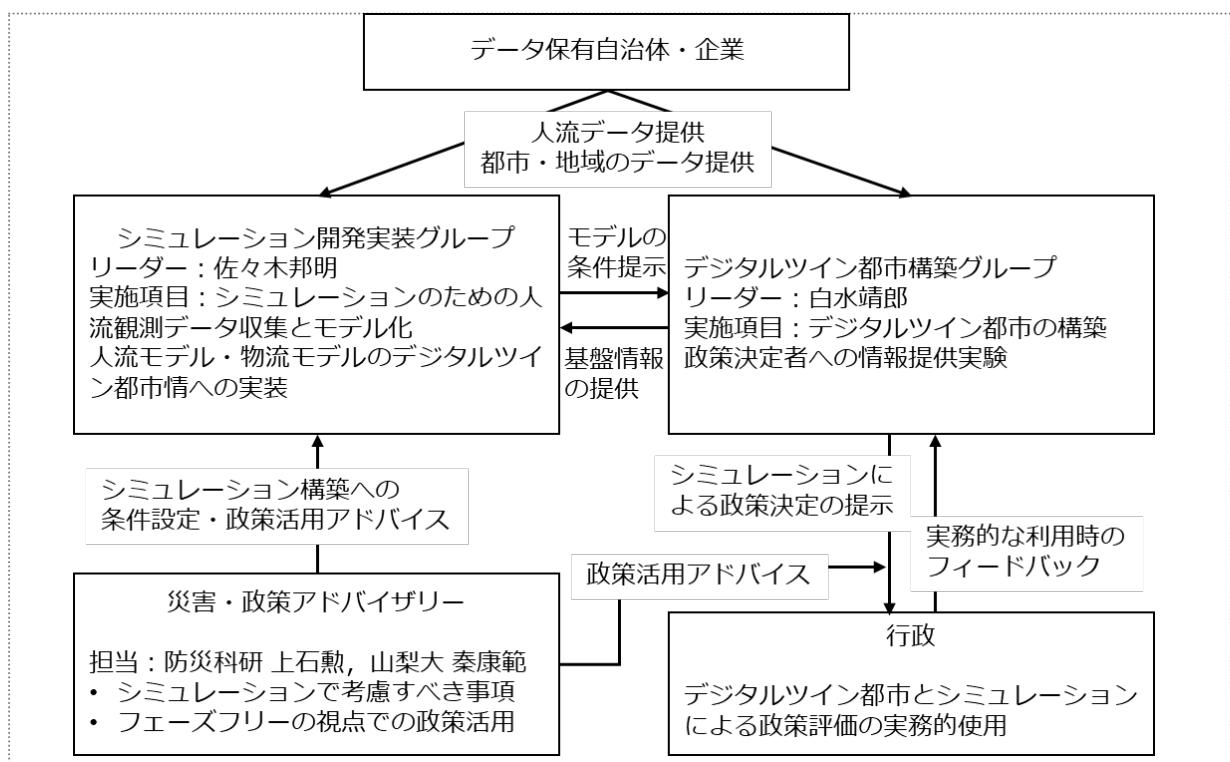 データ保有自治体・企業
人流データ提供
都市・地域のデータ提供
シミュレーション開発実装グループ
リーダー：佐々木邦明
実施項目：シミュレーションのための人
流観測データ収集とモデル化
人流モデル・物流モデルのデジタルツイ
ン都市情への実装
モデルの
条件提示
基盤情報
の提供
デジタルツイン都市構築グループ
リーダー：白水靖郎
実施項目：デジタルツイン都市の構築
政策決定者への情報提供実験
シミュレーション構築への
条件設定・政策活用アドバイス
シミュレーションに
よる政策決定の提示
実務的な利用時の
フィードバック
政策活用アドバイス
災害・政策アドバイザリー
担当：防災科研 上石勲，山梨大 秦康範
• シミュレーションで考慮すべき事項
• フェーズフリーの視点での政策活用
行政
デジタルツイン都市とシミュレーション
による政策評価の実務的使用